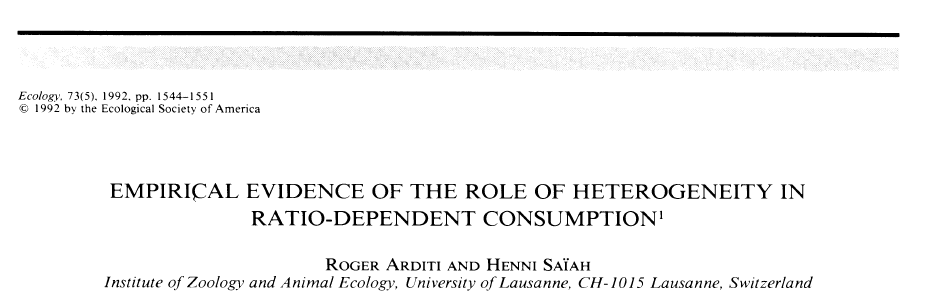 Ecology, 73(5), 1992, pp. 1544–1551
© 1992 by the Ecological Society of America
EMPIRICAL EVIDENCE OF THE ROLE OF HETEROGENEITY IN
RATIO-DEPENDENT CONSUMPTION¹
ROGER ARDITI AND HENNI SAÏAH
Institute of Zoology and Animal Ecology, University of Lausanne, CH-1015 Lausanne, Switzerland